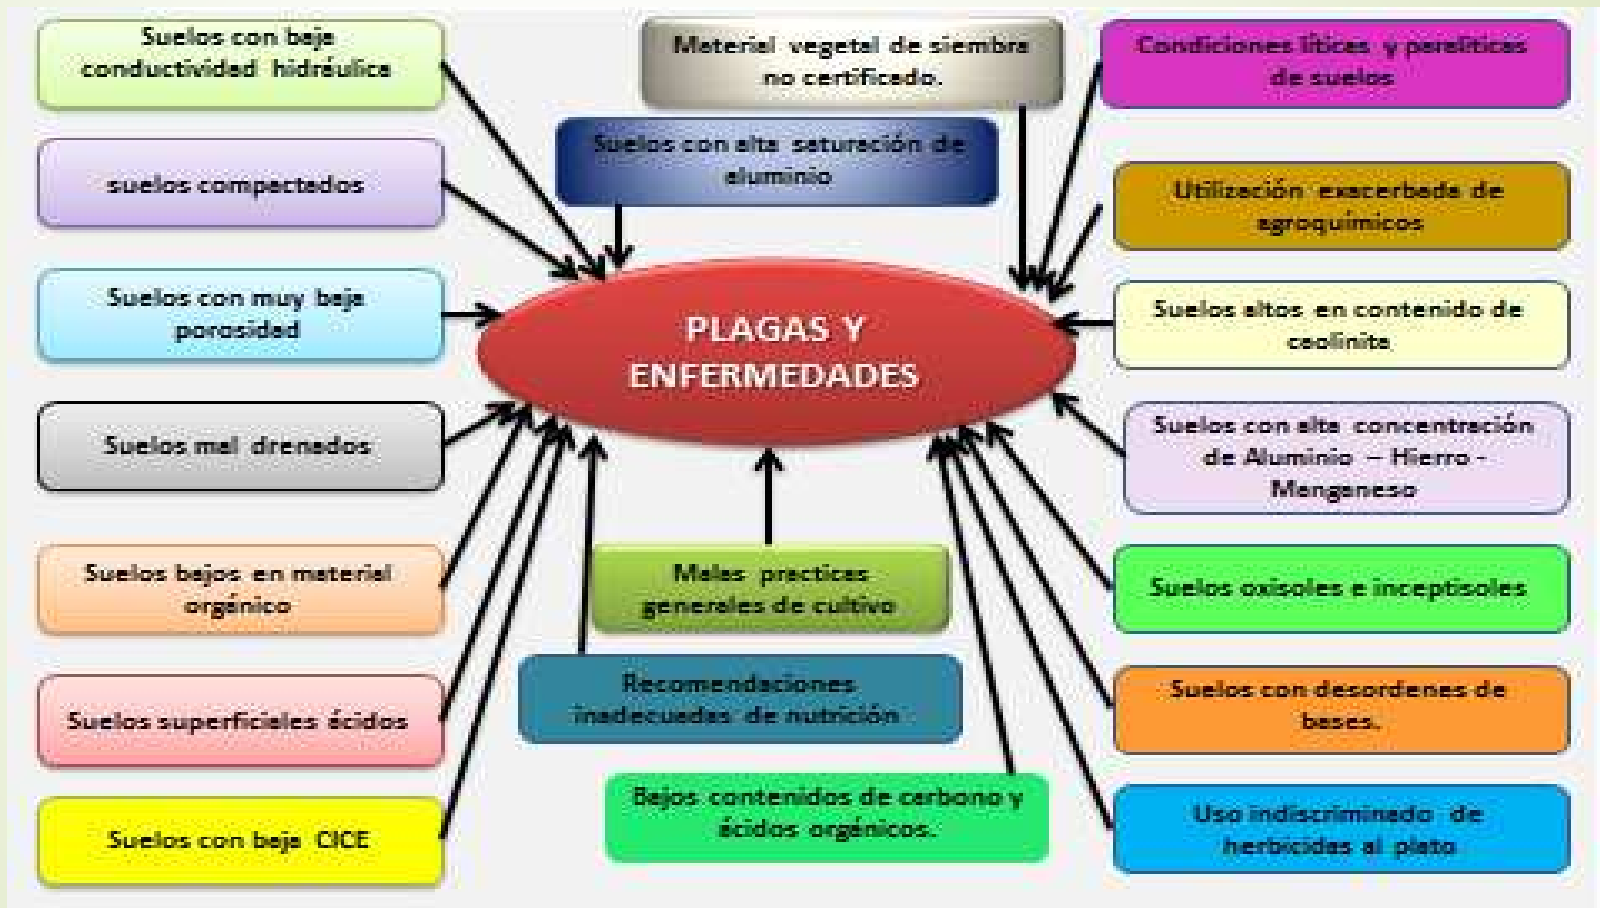 Suelos con baja
conductividad hidráulica
Material vegetal de siembra
no certificado.
Condiciones líticas y paralíticas
de suelos
Suelos con alta saturación de
aluminio
suelos compactados
Utilización exacerbada de
agroquímicos
Suelos con muy baja
porosidad
PLAGAS Y
ENFERMEDADES
Suelos altos en contenido de
caolinita
Suelos mal drenados
Suelos con alta concentración
de Aluminio – Hierro -
Manganeso
Suelos bajos en material
orgánico
Malas practicas
generales de cultivo
Suelos oxisoles e inceptisoles
Suelos superficiales ácidos
Recomendaciones
inadecuadas de nutrición
Suelos con desordenes de
bases.
Suelos con baja CICE
Bajos contenidos de carbono y
ácidos orgánicos.
Uso indiscriminado de
herbicidas al plato